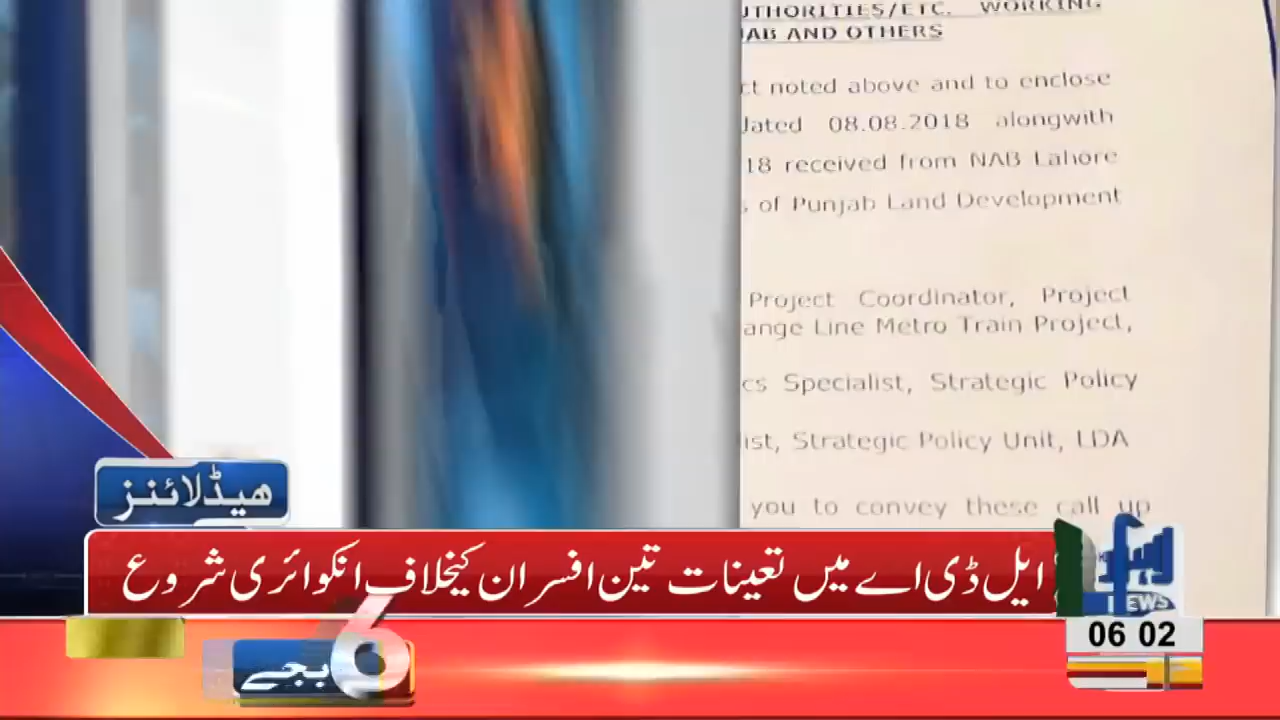 UTHORITIES/ETC. WORKING
AB AND OTHERS
ct noted above and to enclose
dated 08.08.2018 alongwith
18 received from NAB Lahore
s of Punjab Land Development
Project Coordinator, Project
ange Line Metro Train Project,
cs Specialist, Strategic Policy
ist, Strategic Policy Unit, LDA
you to convey these call up
ھیڈلائنز
ایل ڈی اے میں تعینات تین افسران کیخلاف انکوائری شروع
NEWS
06 02
6 بجے